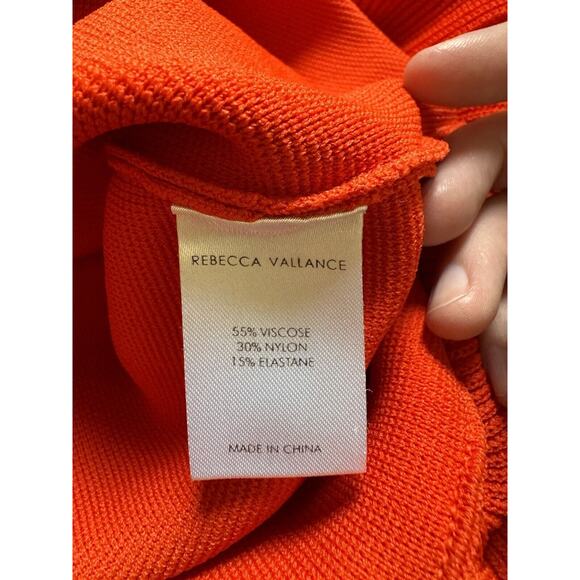 REBECCA VALLANCE
55% VISCOSE
30% NYLON
15% ELASTANE
MADE IN CHINA